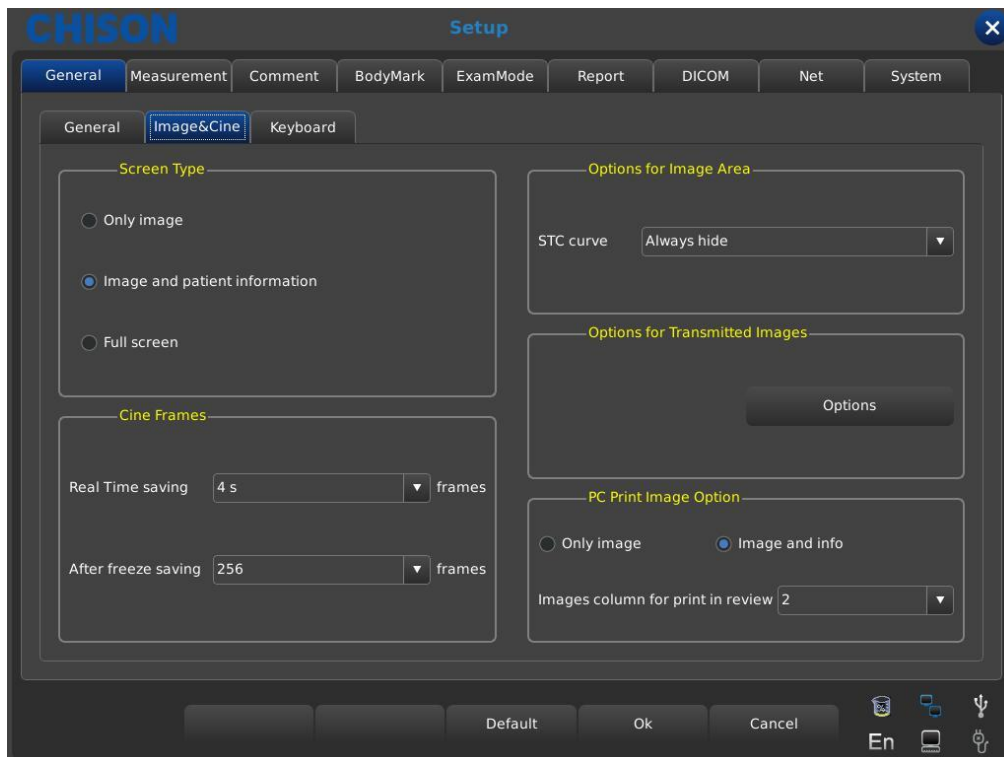 CHISON
Setup
General Measurement Comment BodyMark ExamMode Report DICOM Net System
General Image&Cine Keyboard
Screen Type
Only image
Image and patient information
Full screen
Cine Frames
Real Time saving 4 s frames
After freeze saving 256 frames
Options for Image Area
STC curve Always hide
Options for Transmitted Images
Options
PC Print Image Option
Only image Image and info
Images column for print in review 2
Default Ok Cancel
En